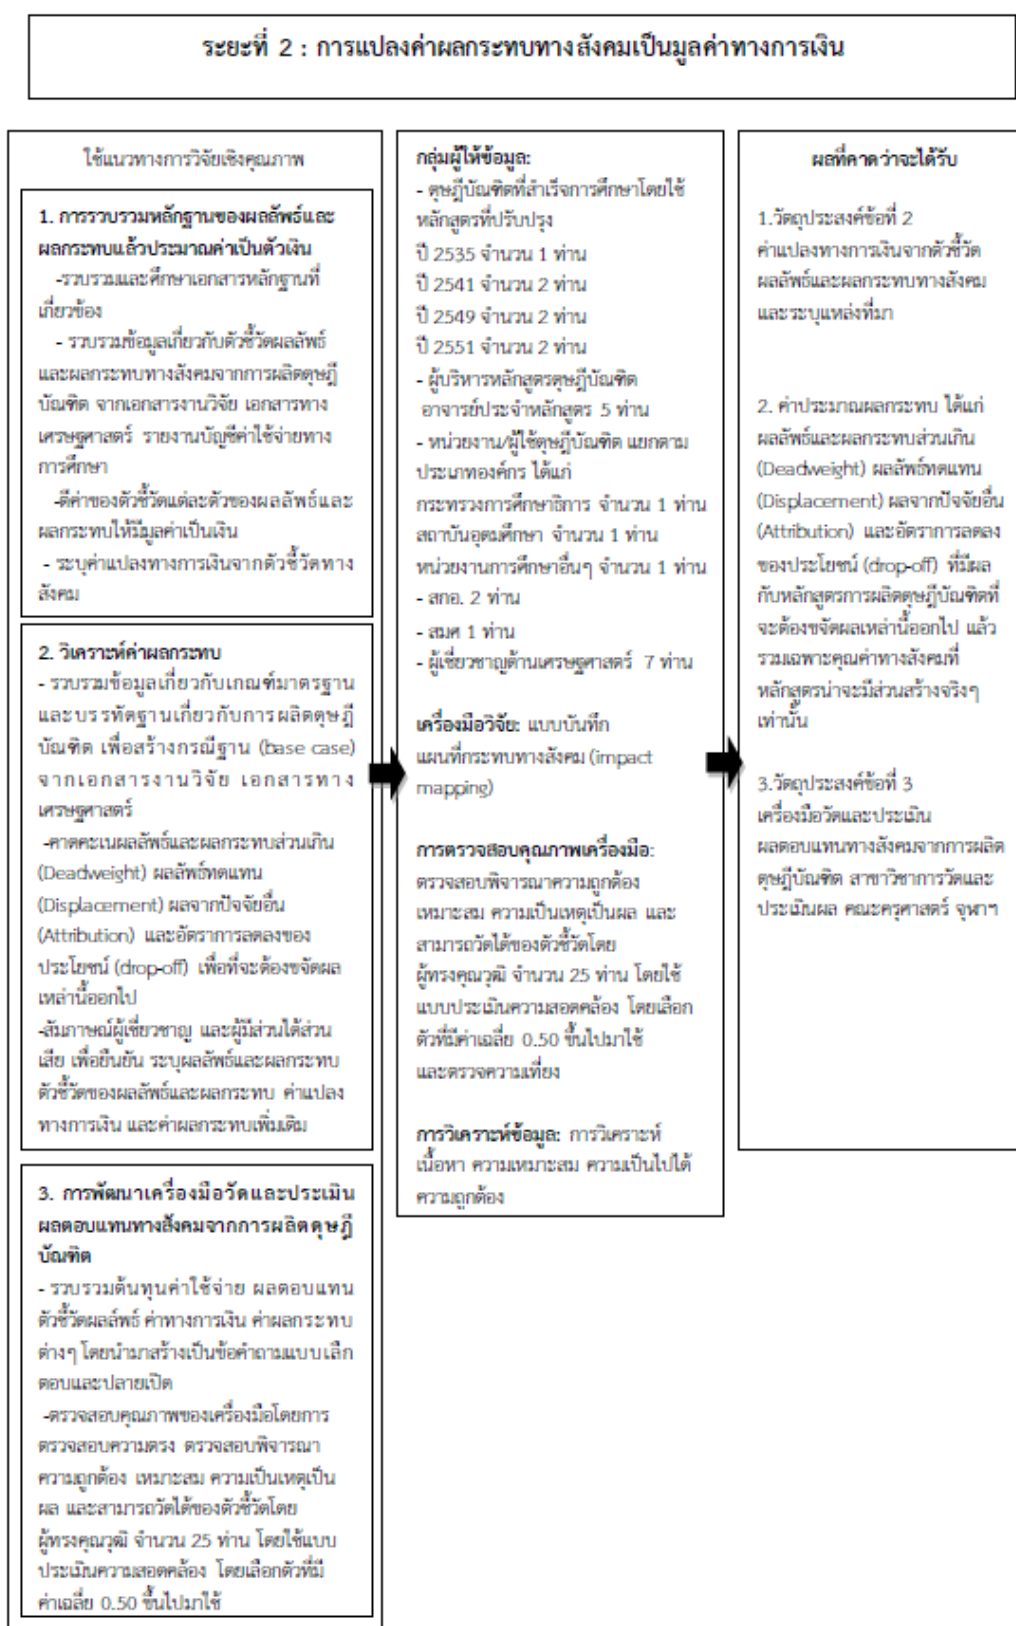 ระยะที่ 2 : การแปลงค่าผลกระทบทางสังคมเป็นมูลค่าทางการเงิน
ใช้แนวทางการวิจัยเชิงคุณภาพ
1. การรวบรวมหลักฐานของผลลัพธ์และ
ผลกระทบแล้วประมาณค่าเป็นตัวเงิน
-รวบรวมและศึกษาเอกสารหลักฐานที่
เกี่ยวข้อง
- รวบรวมข้อมูลเกี่ยวกับตัวชี้วัดผลลัพธ์
และผลกระทบทางสังคมจากการผลิตดุษฎี
บัณฑิต จากเอกสารงานวิจัย เอกสารทาง
เศรษฐศาสตร์ รายงานบัญชีค่าใช้จ่ายทาง
การศึกษา
-ตีค่าของตัวชี้วัดแต่ละตัวของผลลัพธ์และ
ผลกระทบให้มีมูลค่าเป็นเงิน
- ระบุค่าแปลงทางการเงินจากตัวชี้วัดทาง
สังคม
2. วิเคราะห์ค่าผลกระทบ
- รวบรวมข้อมูลเกี่ยวกับเกณฑ์มาตรฐาน
และบรรทัดฐานเกี่ยวกับการผลิตดุษฎี
บัณฑิต เพื่อสร้างกรณีฐาน (base case)
จากเอกสารงานวิจัย เอกสารทาง
เศรษฐศาสตร์
-คาดคะเนผลลัพธ์และผลกระทบส่วนเกิน
(Deadweight) ผลลัพธ์ทดแทน
(Displacement) ผลจากปัจจัยอื่น
(Attribution) และอัตราการลดลงของ
ประโยชน์ (drop-off) เพื่อที่จะต้องขจัดผล
เหล่านี้ออกไป
-สัมภาษณ์ผู้เชี่ยวชาญ และผู้มีส่วนได้ส่วน
เสีย เพื่อยืนยัน ระบุผลลัพธ์และผลกระทบ
ตัวชี้วัดของผลลัพธ์และผลกระทบ ค่าแปลง
ทางการเงิน และค่าผลกระทบเพิ่มเติม
3. การพัฒนาเครื่องมือวัดและประเมิน
ผลตอบแทนทางสังคมจากการผลิตดุษฎี
บัณฑิต
- รวบรวมต้นทุนค่าใช้จ่าย ผลตอบแทน
ตัวชี้วัดผลลัพธ์ ค่าทางการเงิน ค่าผลกระทบ
ต่างๆ โดยนำมาสร้างเป็นข้อคำถามแบบเลือก
ตอบและปลายเปิด
-ตรวจสอบคุณภาพของเครื่องมือโดยการ
ตรวจสอบความตรง ตรวจสอบพิจารณา
ความถูกต้อง เหมาะสม ความเป็นเหตุเป็น
ผล และสามารถวัดได้ของตัวชี้วัดโดย
ผู้ทรงคุณวุฒิ จำนวน 25 ท่าน โดยใช้แบบ
ประเมินความสอดคล้อง โดยเลือกตัวที่มี
ค่าเฉลี่ย 0.50 ขึ้นไปมาใช้
กลุ่มผู้ให้ข้อมูล:
- ดุษฎีบัณฑิตที่สำเร็จการศึกษาโดยใช้
หลักสูตรที่ปรับปรุง
ปี 2535 จำนวน 1 ท่าน
ปี 2541 จำนวน 2 ท่าน
ปี 2549 จำนวน 2 ท่าน
ปี 2551 จำนวน 2 ท่าน
- ผู้บริหารหลักสูตรดุษฎีบัณฑิต
อาจารย์ประจำหลักสูตร 5 ท่าน
- หน่วยงาน/ผู้ใช้ดุษฎีบัณฑิต แยกตาม
ประเภทองค์กร ได้แก่
กระทรวงการศึกษาธิการ จำนวน 1 ท่าน
สถาบันอุดมศึกษา จำนวน 1 ท่าน
หน่วยงานการศึกษาอื่นๆ จำนวน 1 ท่าน
- สกอ. 2 ท่าน
- สมศ 1 ท่าน
- ผู้เชี่ยวชาญด้านเศรษฐศาสตร์ 7 ท่าน
เครื่องมือวิจัย: แบบบันทึก
แผนที่กระทบทางสังคม (impact
mapping)
การตรวจสอบคุณภาพเครื่องมือ:
ตรวจสอบพิจารณาความถูกต้อง
เหมาะสม ความเป็นเหตุเป็นผล และ
สามารถวัดได้ของตัวชี้วัดโดย
ผู้ทรงคุณวุฒิ จำนวน 25 ท่าน โดยใช้
แบบประเมินความสอดคล้อง โดยเลือก
ตัวที่มีค่าเฉลี่ย 0.50 ขึ้นไปมาใช้
และตรวจความเที่ยง
การวิเคราะห์ข้อมูล: การวิเคราะห์
เนื้อหา ความเหมาะสม ความเป็นไปได้
ความถูกต้อง
ผลที่คาดว่าจะได้รับ
1.วัตถุประสงค์ข้อที่ 2
ค่าแปลงทางการเงินจากตัวชี้วัด
ผลลัพธ์และผลกระทบทางสังคม
และระบุแหล่งที่มา
2. ค่าประมาณผลกระทบ ได้แก่
ผลลัพธ์และผลกระทบส่วนเกิน
(Deadweight) ผลลัพธ์ทดแทน
(Displacement) ผลจากปัจจัยอื่น
(Attribution) และอัตราการลดลง
ของประโยชน์ (drop-off) ที่มีผล
กับหลักสูตรการผลิตดุษฎีบัณฑิตที่
จะต้องขจัดผลเหล่านี้ออกไป แล้ว
รวมเฉพาะคุณค่าทางสังคมที่
หลักสูตรน่าจะมีส่วนสร้างจริงๆ
เท่านั้น
3.วัตถุประสงค์ข้อที่ 3
เครื่องมือวัดและประเมิน
ผลตอบแทนทางสังคมจากการผลิต
ดุษฎีบัณฑิต สาขาวิชาการวัดและ
ประเมินผล คณะครุศาสตร์ จุฬาฯ